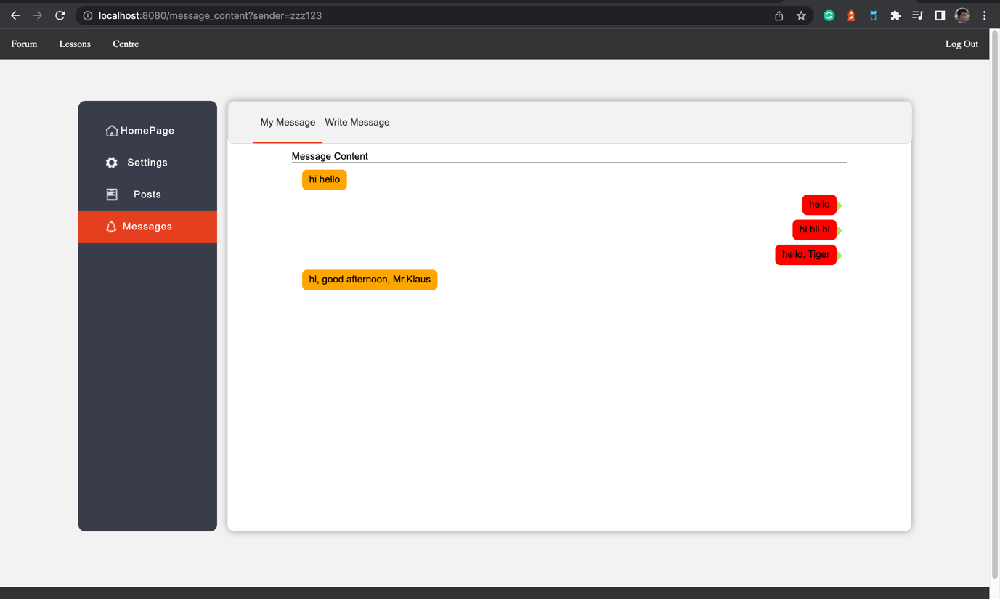 localhost:8080/message_content?sender=zzz123
Forum Lessons Centre Log Out
HomePage
Settings
Posts
Messages
My Message Write Message
Message Content
hi hello
hello
hi hii hi
hello, Tiger
hi, good afternoon, Mr.Klaus